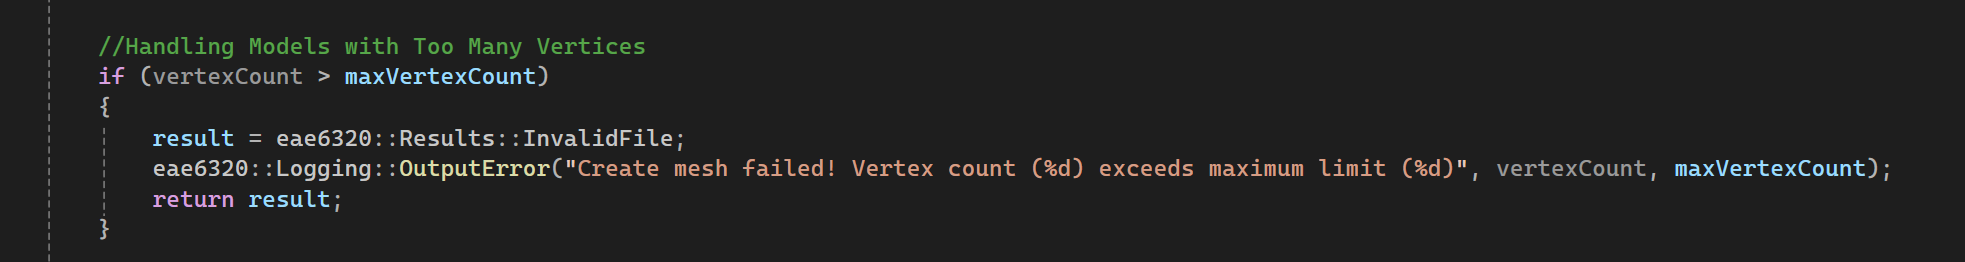 //Handling Models with Too Many Vertices
if (vertexCount > maxVertexCount)
{
result = eae6320::Results::InvalidFile;
eae6320::Logging::OutputError("Create mesh failed! Vertex count (%d) exceeds maximum limit (%d)", vertexCount, maxVertexCount);
return result;
}